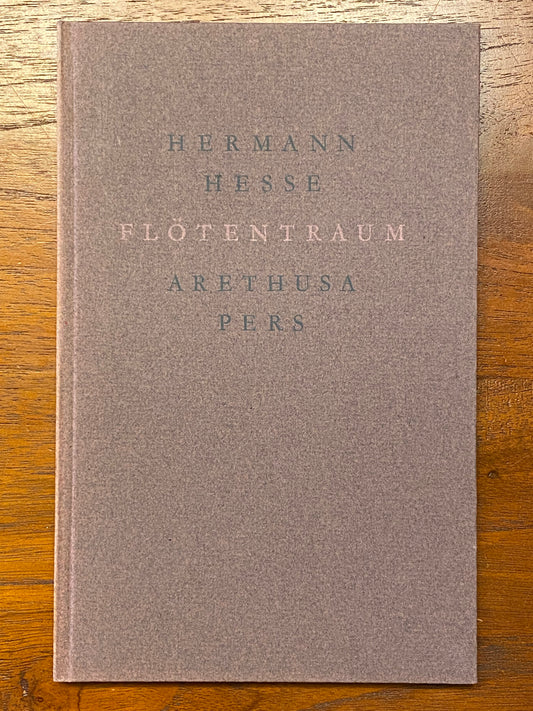 HERMANN
HESSE
FLÖTENTRAUM
ARETHUSA
PERS